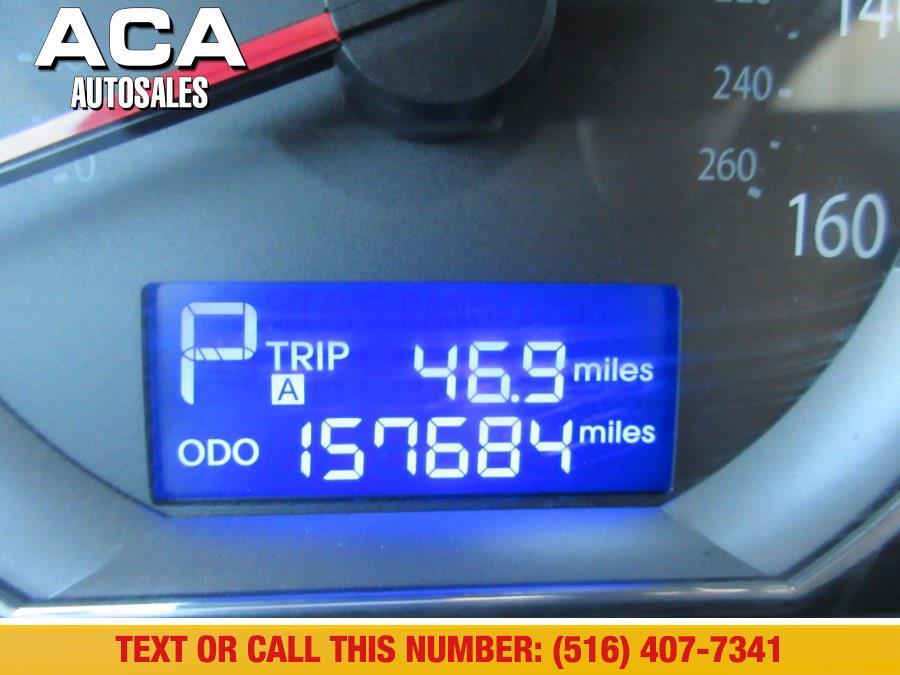 ACA
AUTOSALES
240
260
0
160
P
TRIP
A
46.9 miles
ODO
157684 miles
TEXT OR CALL THIS NUMBER: (516) 407-7341